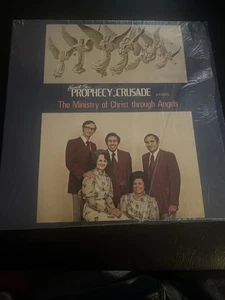 PROPHECY CRUSADE
The Ministry of Christ through Angels